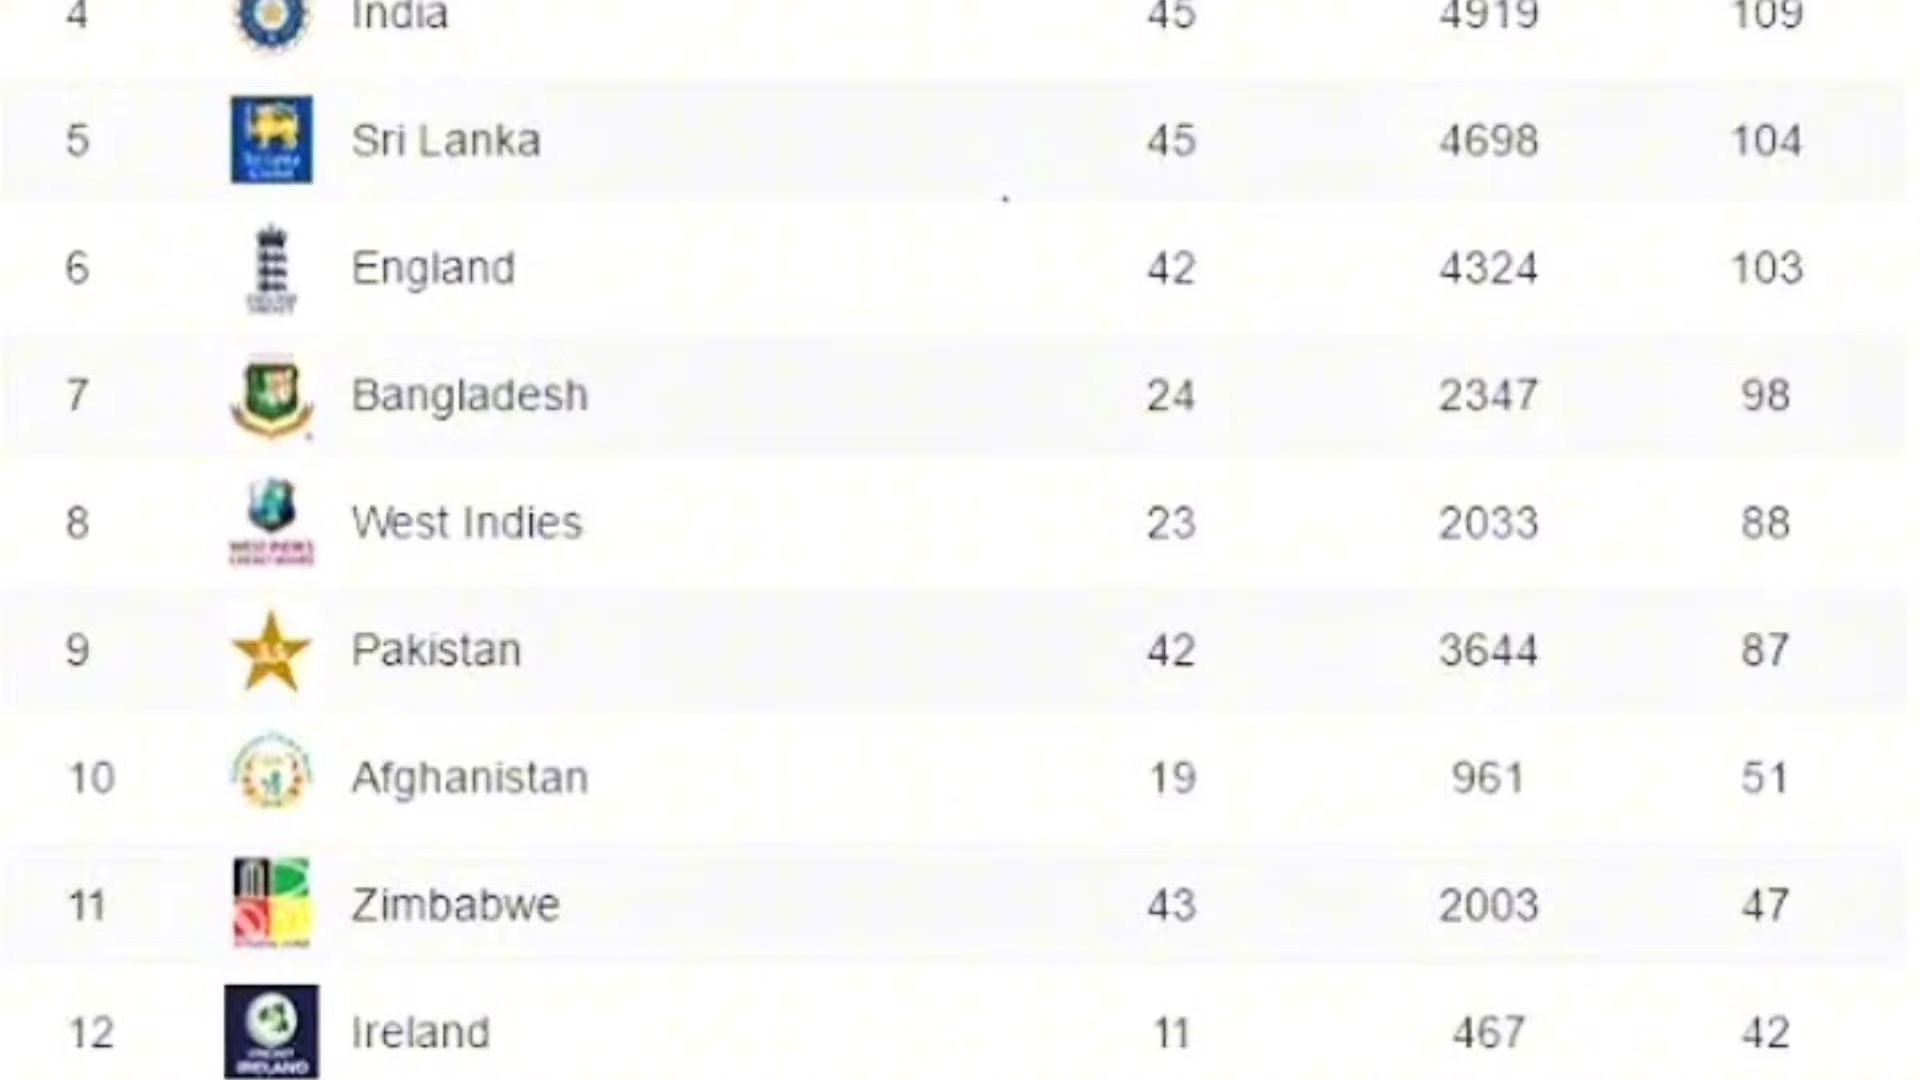 4 India 45 4919 109
5 Sri Lanka 45 4698 104
6 England 42 4324 103
7 Bangladesh 24 2347 98
8 West Indies 23 2033 88
9 Pakistan 42 3644 87
10 Afghanistan 19 961 51
11 Zimbabwe 43 2003 47
12 Ireland 11 467 42
IRELAND